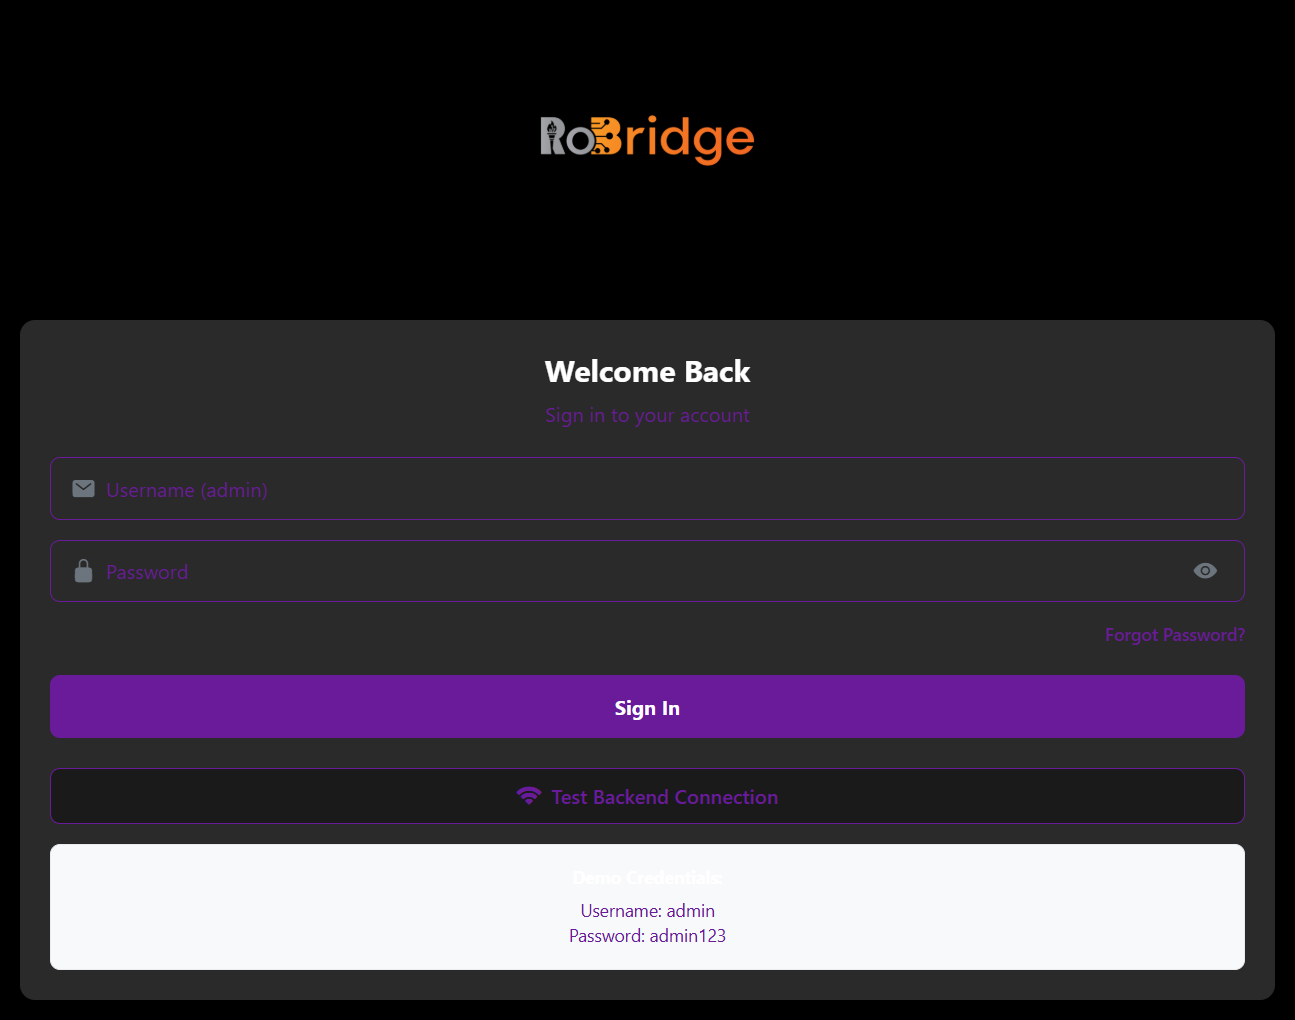 RoBridge
Welcome Back
Sign in to your account
Username (admin)
Password
Forgot Password?
Sign In
Test Backend Connection
Demo Credentials:
Username: admin
Password: admin123